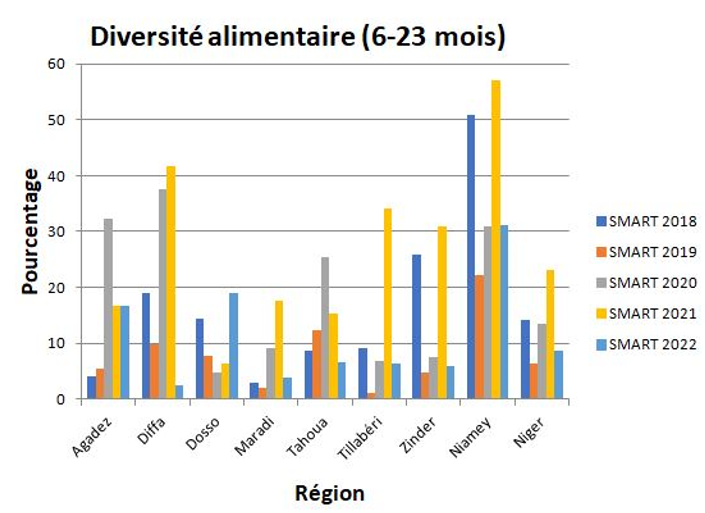 Diversité alimentaire (6-23 mois)
Pourcentage
60
50
40
30
20
10
0
Agadez
Diffa
Dosso
Maradi
Tahoua
Tillabéri
Zinder
Niamey
Niger
Région
SMART 2018
SMART 2019
SMART 2020
SMART 2021
SMART 2022